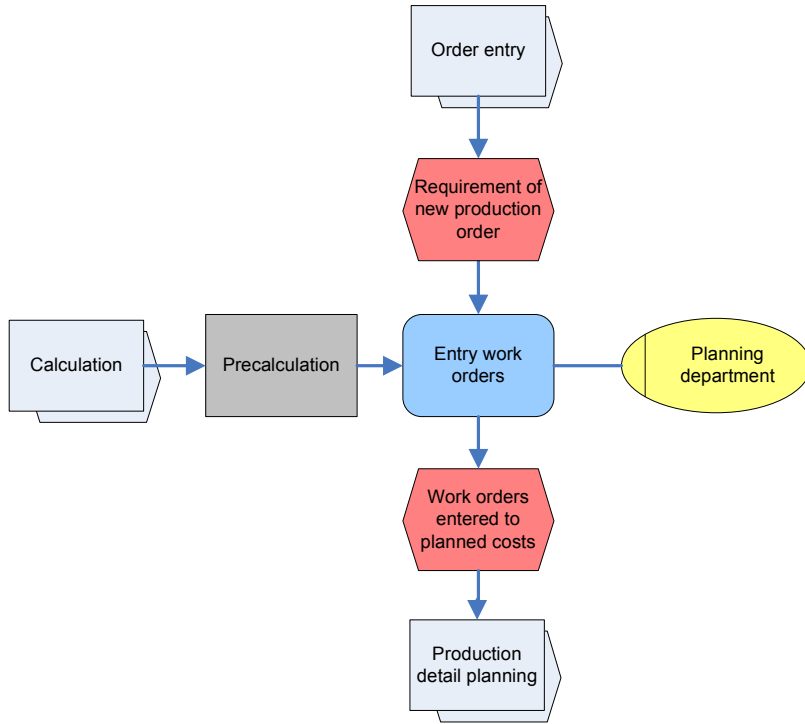 Order entry
Requirement of
new production
order
Calculation
Precalculation
Entry work
orders
Planning
department
Work orders
entered to
planned costs
Production
detail planning